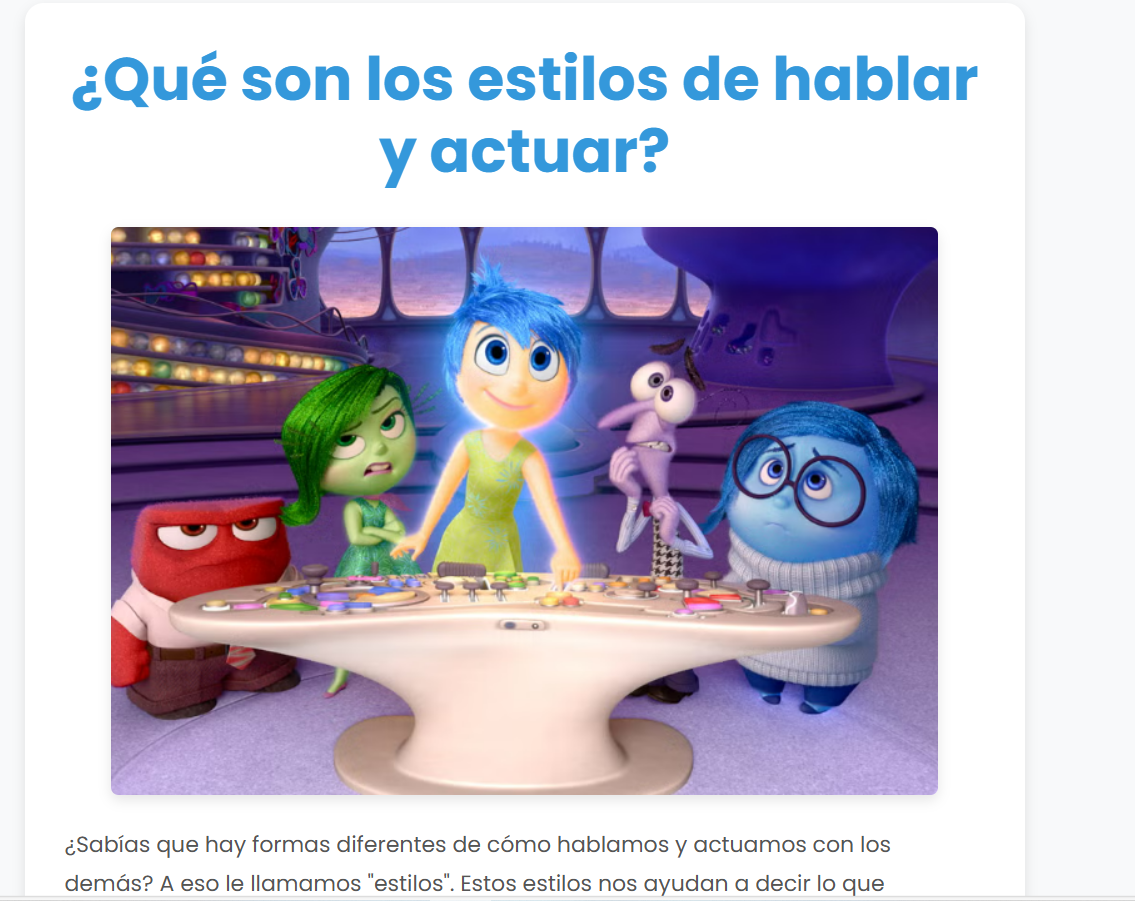 ¿Qué son los estilos de hablar
y actuar?
¿Sabías que hay formas diferentes de cómo hablamos y actuamos con los
demás? A eso le llamamos "estilos". Estos estilos nos ayudan a decir lo que